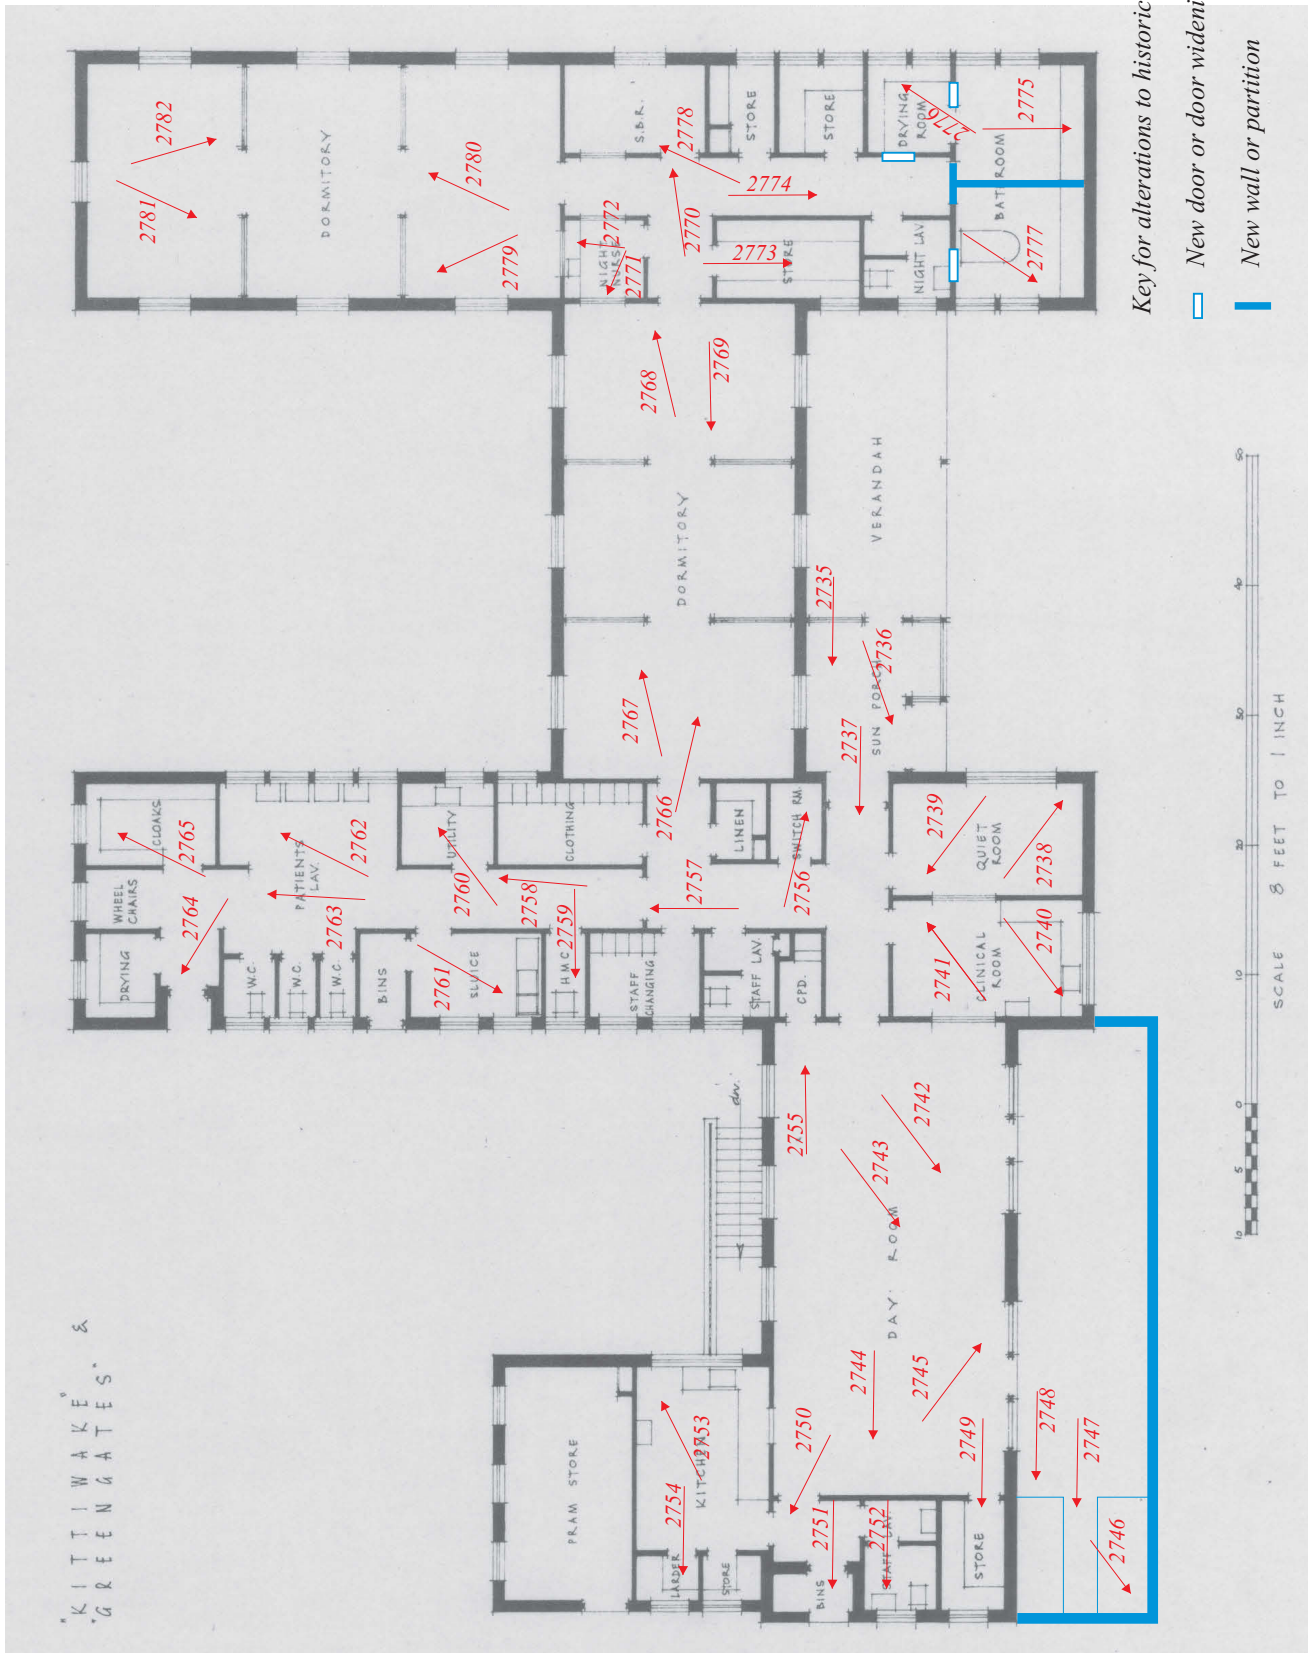 "KITTIWAKE" &
"GREENGATES"
Key for alterations to historic
New door or door wideni
New wall or partition
SCALE 8 FEET TO 1 INCH
10
5
0
10
20
30
40
50
DORMITORY
S.B.R.
STORE
STORE
DRYING
ROOM
BATHROOM
NIGHT
NURSE
STORE
NIGHT LAV.
DORMITORY
VERANDAH
SUN PORCH
CLOAKS
WHEEL
CHAIRS
DRYING
PATIENTS
LAV.
W.C.
W.C.
W.C.
BINS
UTILITY
SLUICE
CLOTHING
H.M.C.
STAFF
CHANGING
LINEN
SWITCH RM.
STAFF LAV.
CPD.
QUIET
ROOM
CLINICAL
ROOM
DAY ROOM
dn.
PRAM STORE
KITCHEN
LARDER
STORE
BINS
STAFF LAV.
STORE
2735
2736
2737
2738
2739
2740
2741
2742
2743
2744
2745
2746
2747
2748
2749
2750
2751
2752
2753
2754
2755
2756
2757
2758
2759
2760
2761
2762
2763
2764
2765
2766
2767
2768
2769
2770
2771
2772
2773
2774
2775
2776
2777
2778
2779
2780
2781
2782